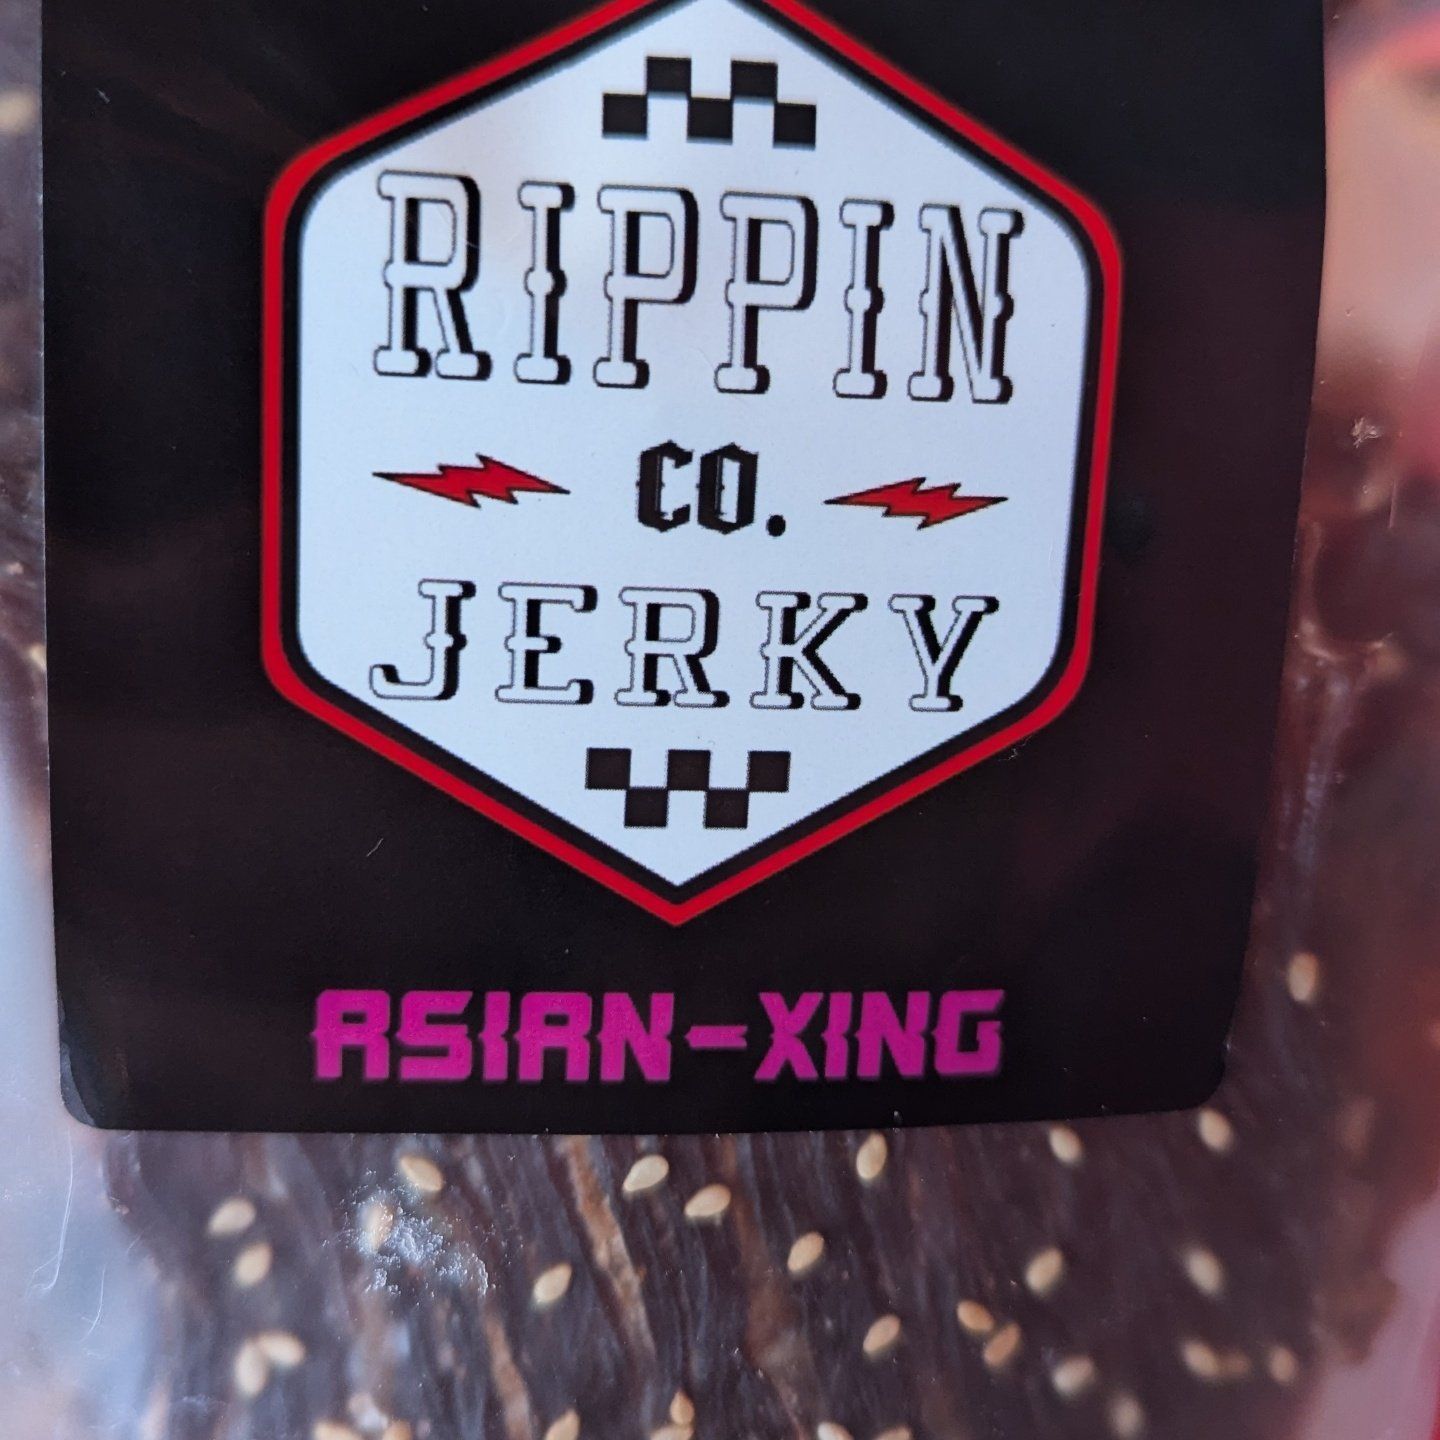 RIPPIN
CO.
JERKY
ASIAN-XING